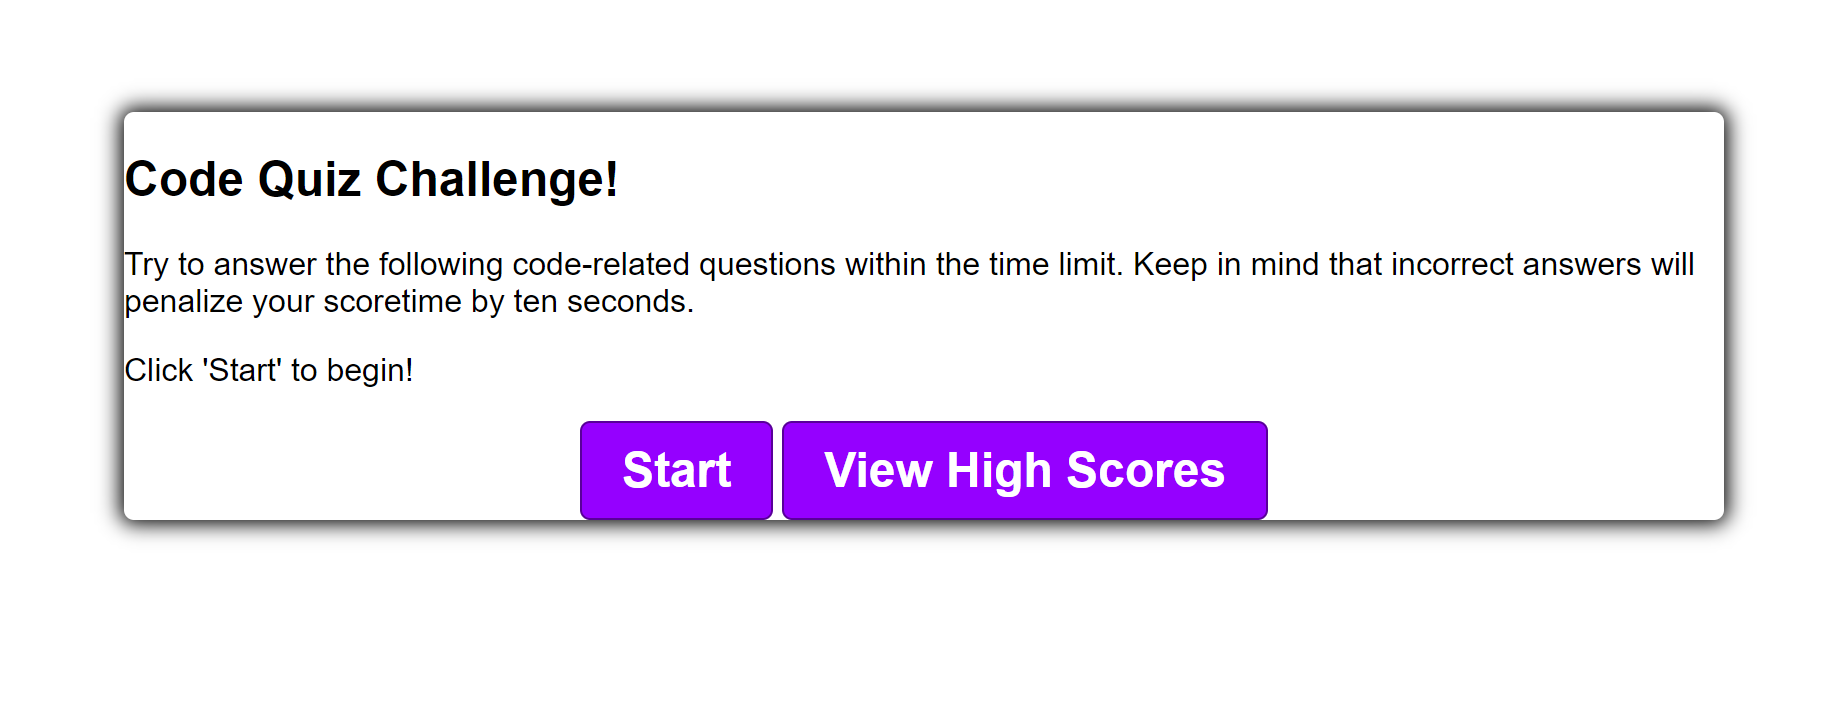 Code Quiz Challenge!
Try to answer the following code-related questions within the time limit. Keep in mind that incorrect answers will
penalize your scoretime by ten seconds.
Click 'Start' to begin!
Start
View High Scores